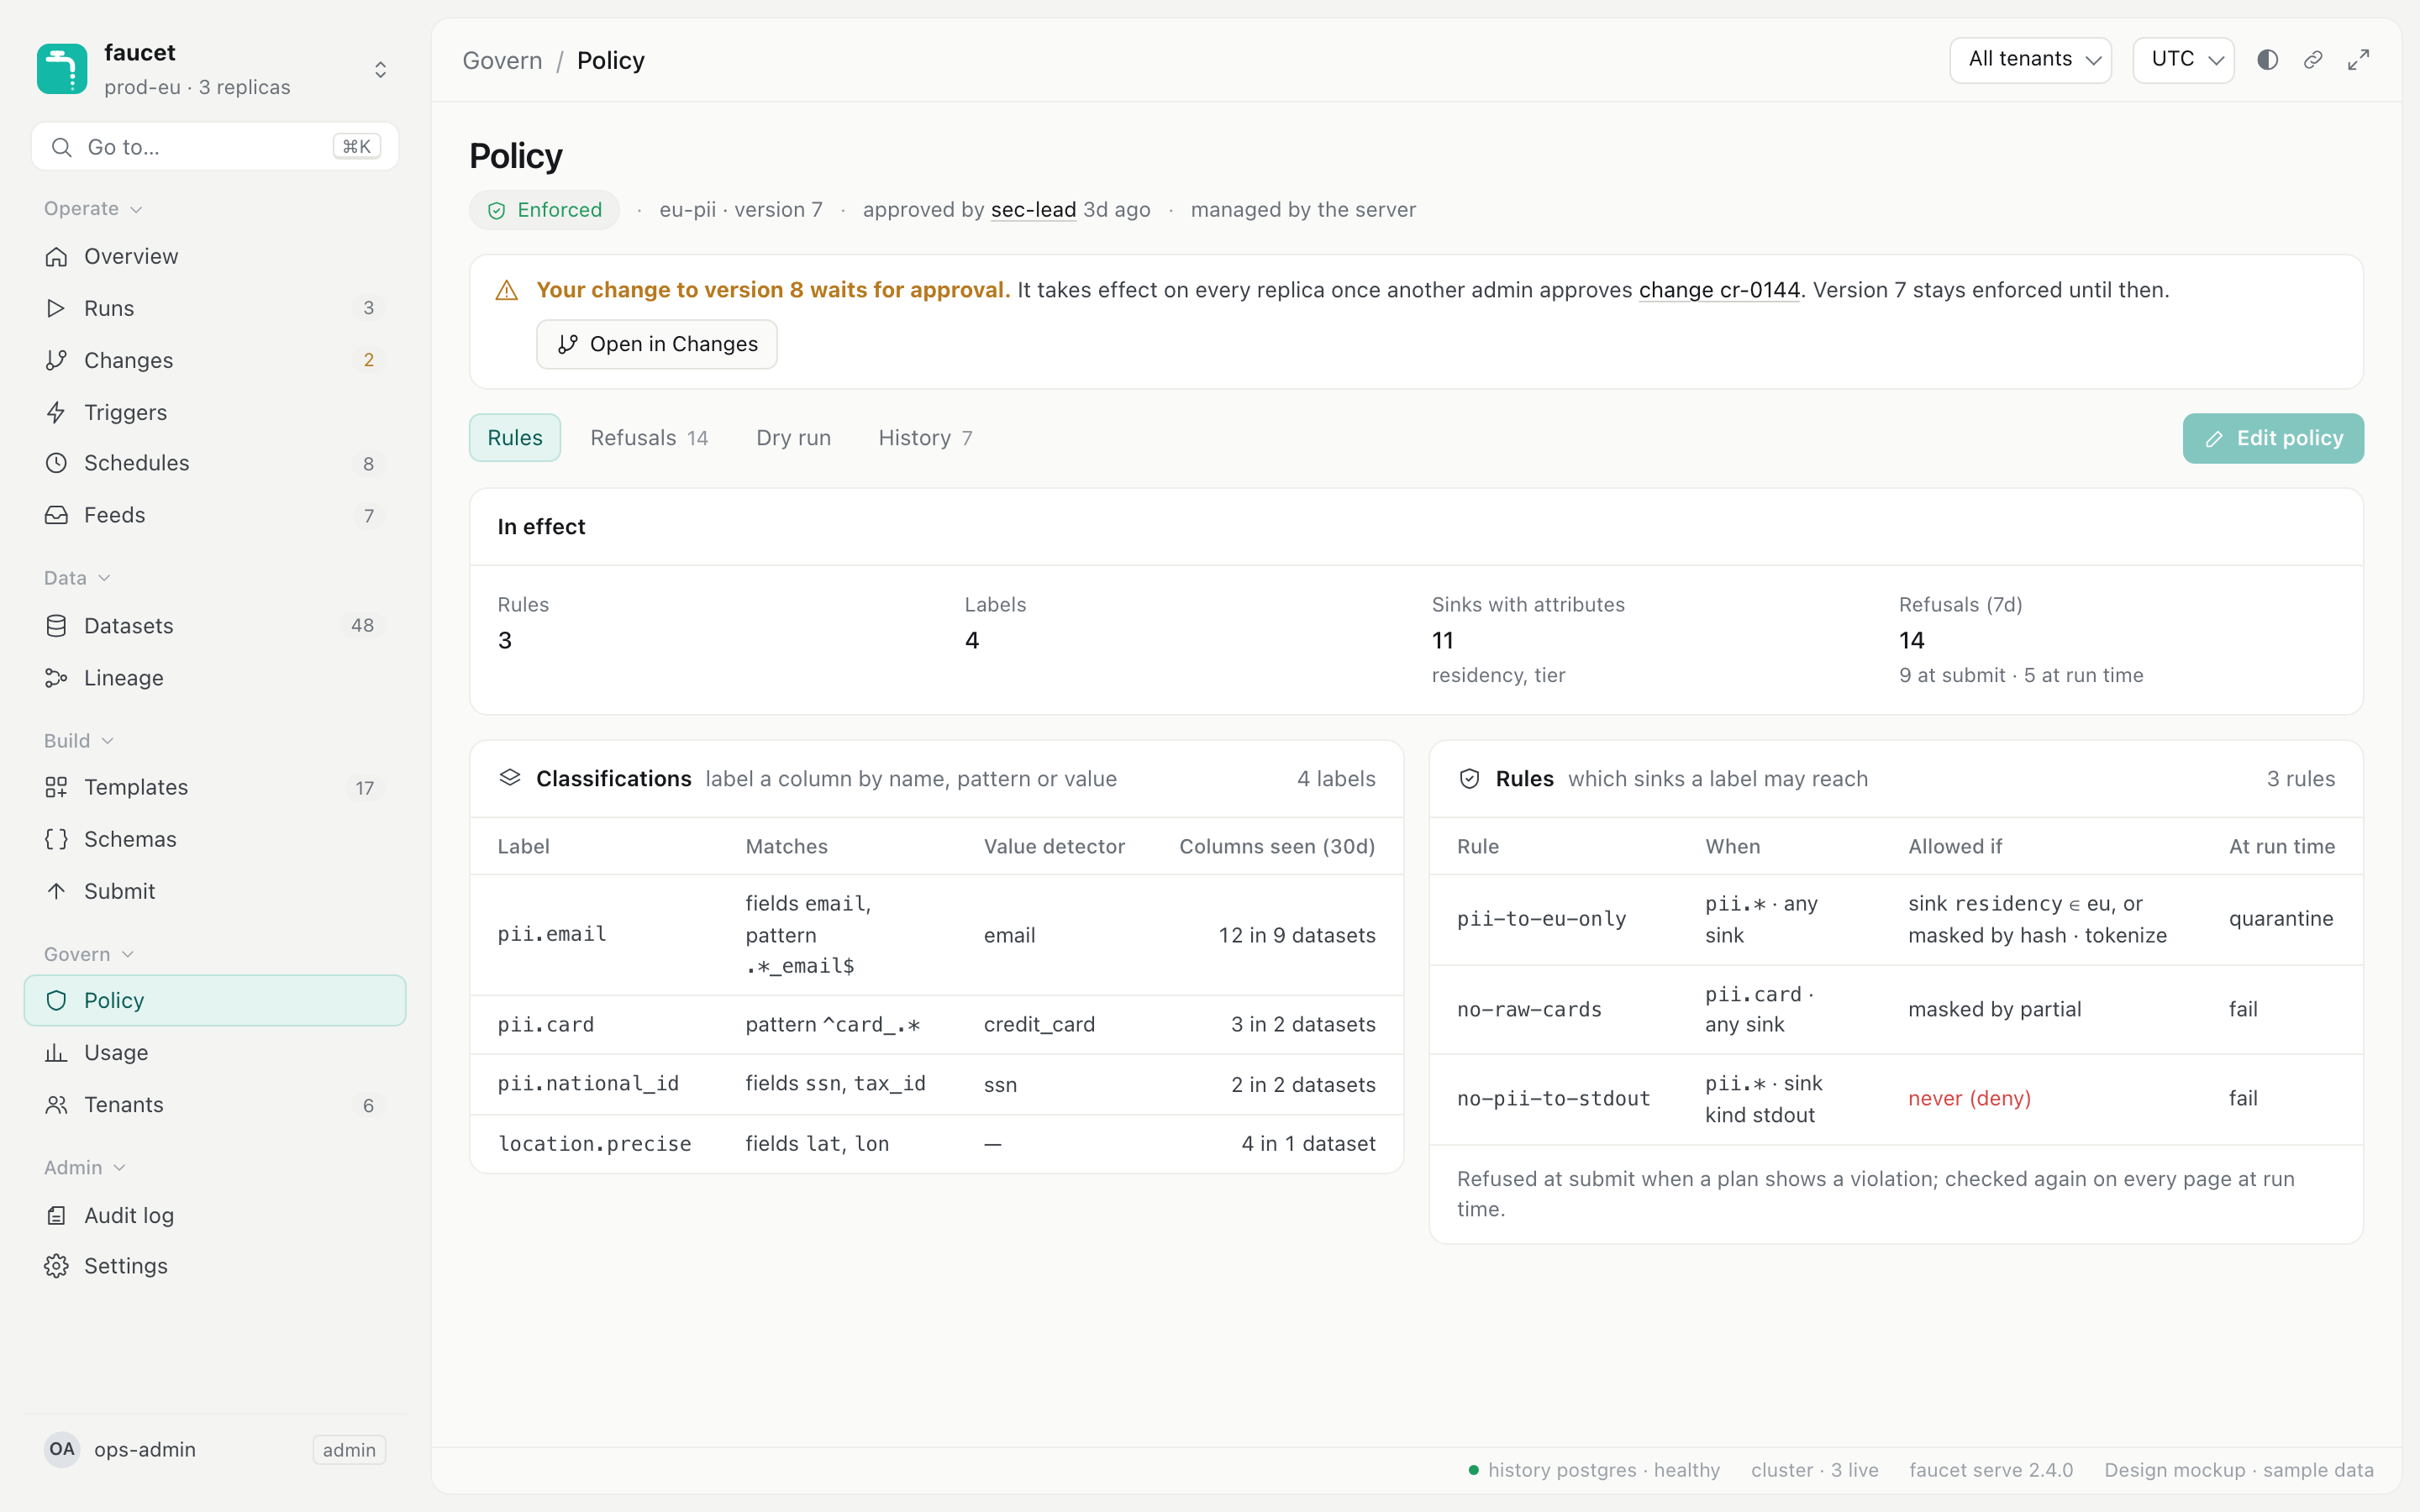 faucet
prod-eu · 3 replicas
Go to...
⌘K
Operate
Overview
Runs 3
Changes 2
Triggers
Schedules 8
Feeds 7
Data
Datasets 48
Lineage
Build
Templates 17
Schemas
Submit
Govern
Policy
Usage
Tenants 6
Admin
Audit log
Settings
OA ops-admin admin
Govern / Policy
All tenants UTC
Policy
Enforced · eu-pii · version 7 · approved by sec-lead 3d ago · managed by the server
Your change to version 8 waits for approval. It takes effect on every replica once another admin approves change cr-0144. Version 7 stays enforced until then.
Open in Changes
Rules Refusals 14 Dry run History 7 Edit policy
In effect
Rules Labels Sinks with attributes Refusals (7d)
3 4 11 14
residency, tier 9 at submit · 5 at run time
Classifications label a column by name, pattern or value 4 labels
Label Matches Value detector Columns seen (30d)
pii.email fields email, pattern .*_email$ email 12 in 9 datasets
pii.card pattern ^card_.* credit_card 3 in 2 datasets
pii.national_id fields ssn, tax_id ssn 2 in 2 datasets
location.precise fields lat, lon — 4 in 1 dataset
Rules which sinks a label may reach 3 rules
Rule When Allowed if At run time
pii-to-eu-only pii.* · any sink sink residency ∈ eu, or masked by hash · tokenize quarantine
no-raw-cards pii.card · any sink masked by partial fail
no-pii-to-stdout pii.* · sink kind stdout never (deny) fail
Refused at submit when a plan shows a violation; checked again on every page at run
time.
history postgres · healthy cluster · 3 live faucet serve 2.4.0 Design mockup · sample data